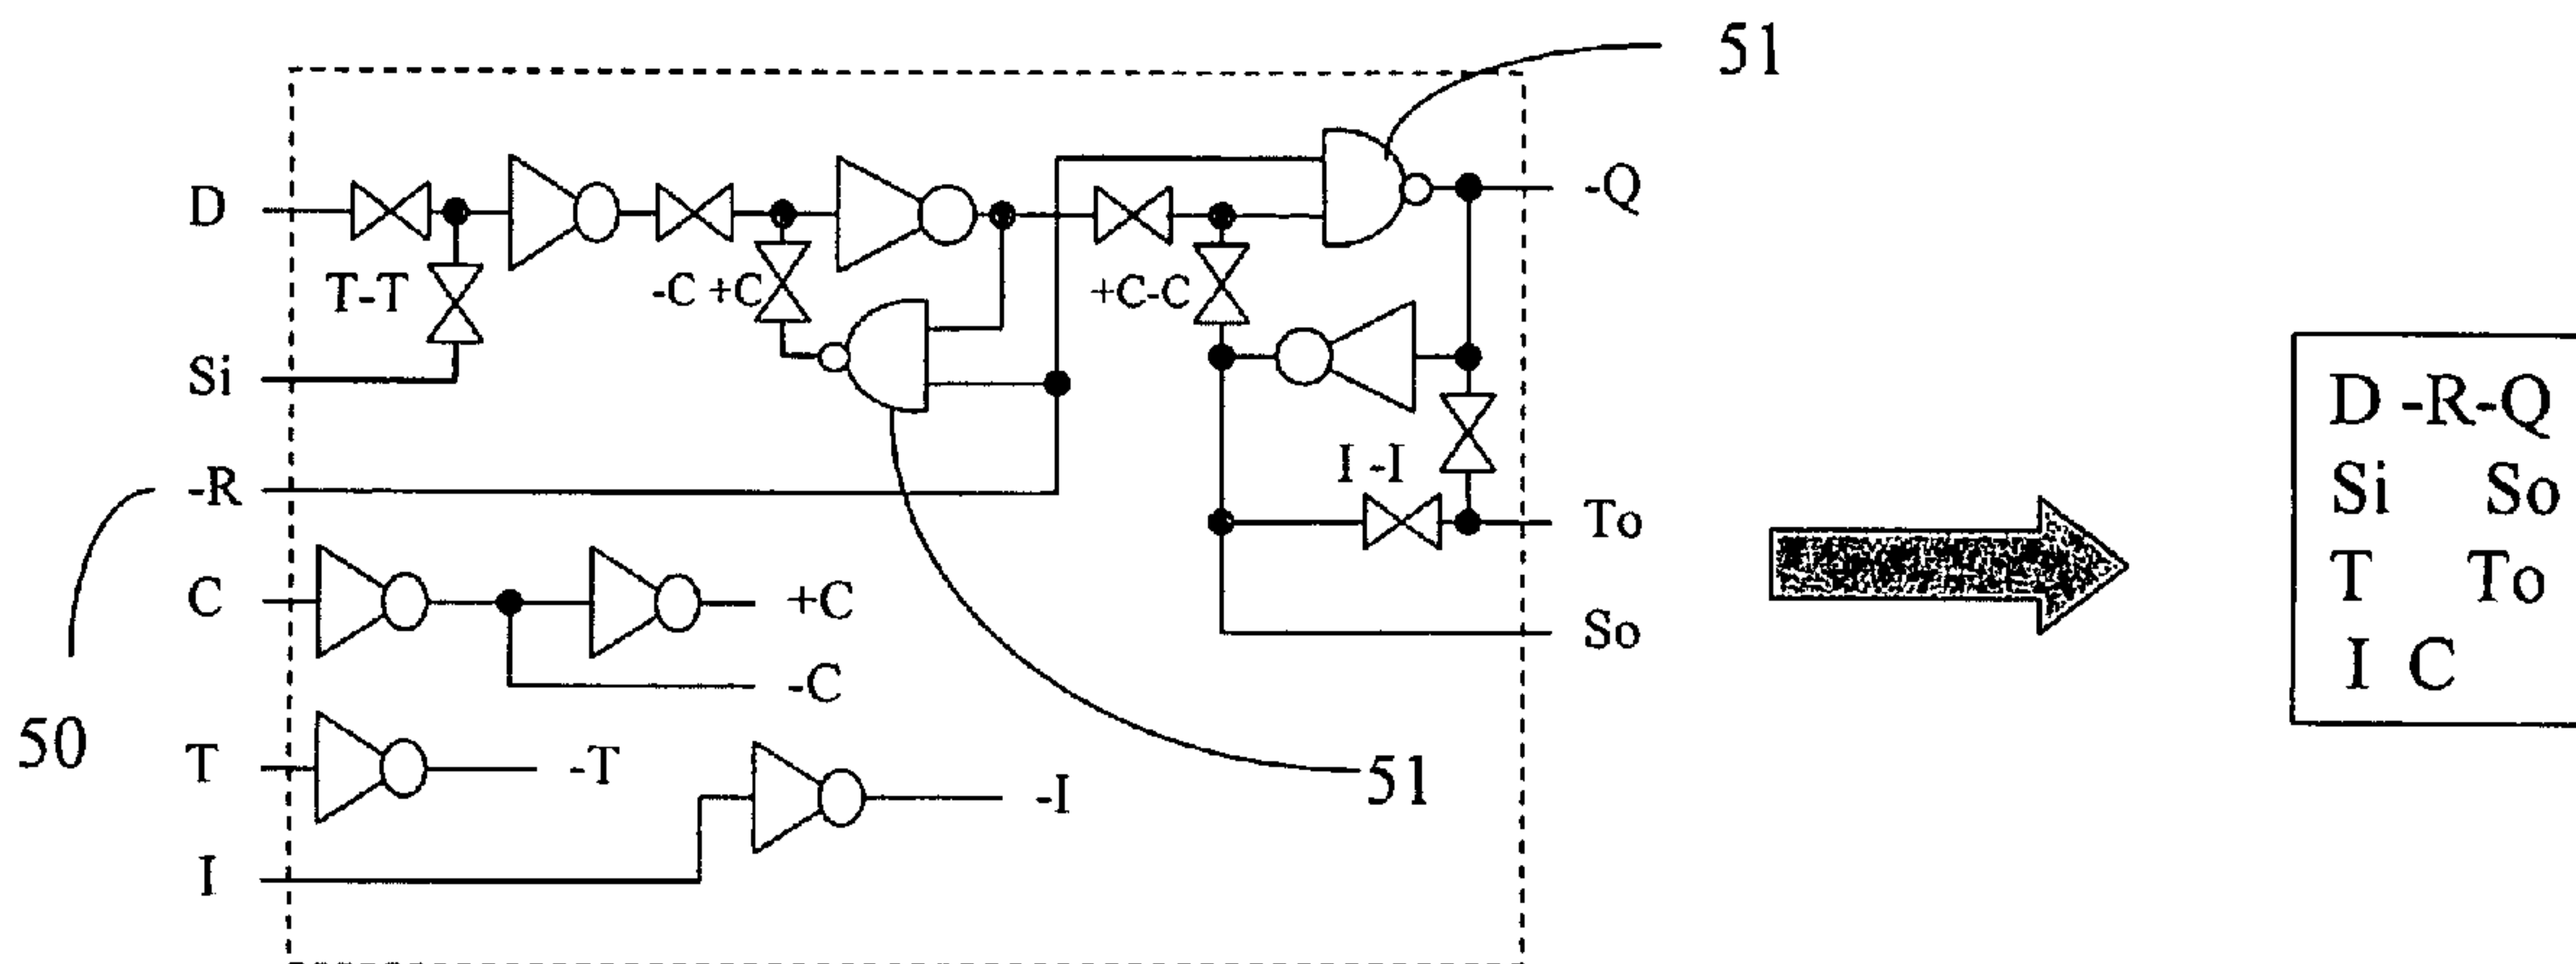 51
D
-Q
T-T
-C +C
+C-C
Si
-R
I -I
To
C
+C
So
-C
50
T
-T
-I
51
I
D -R-Q
Si So
T To
I C